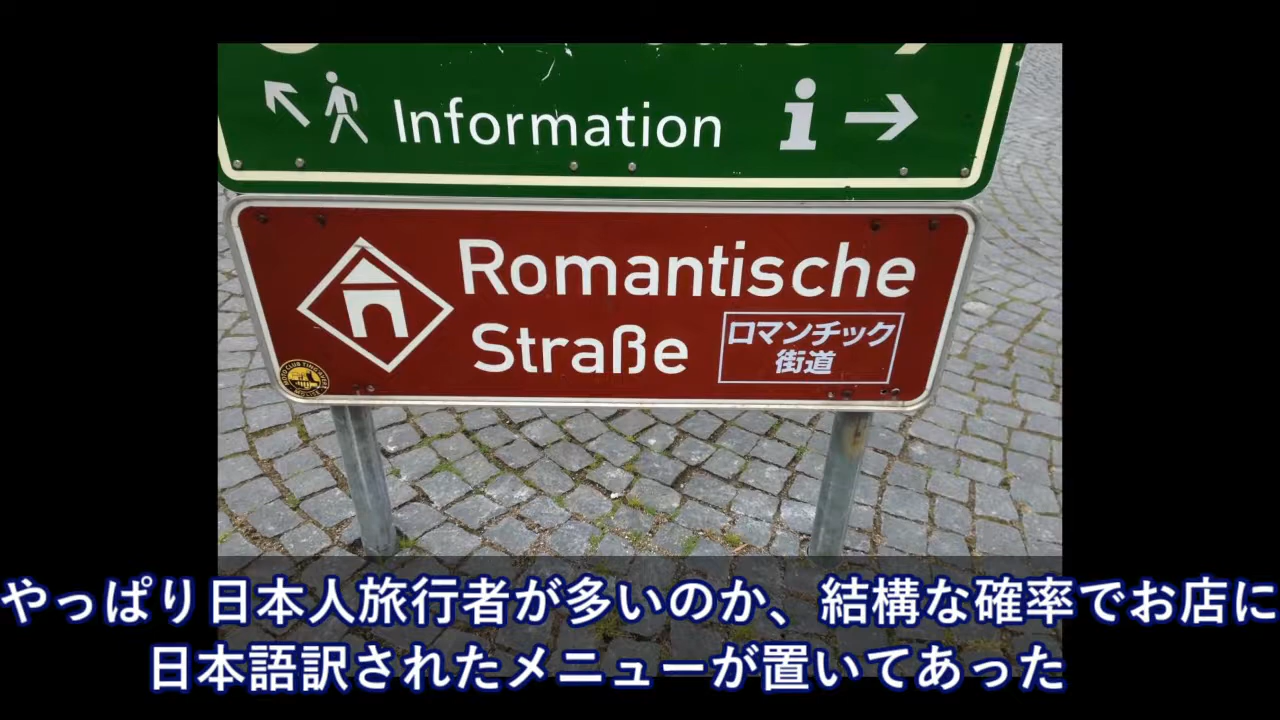 Information
Romantische
Straße
ロマンチック
街道
やっぱり日本人旅行者が多いのか、結構な確率でお店に
日本語訳されたメニューが置いてあった